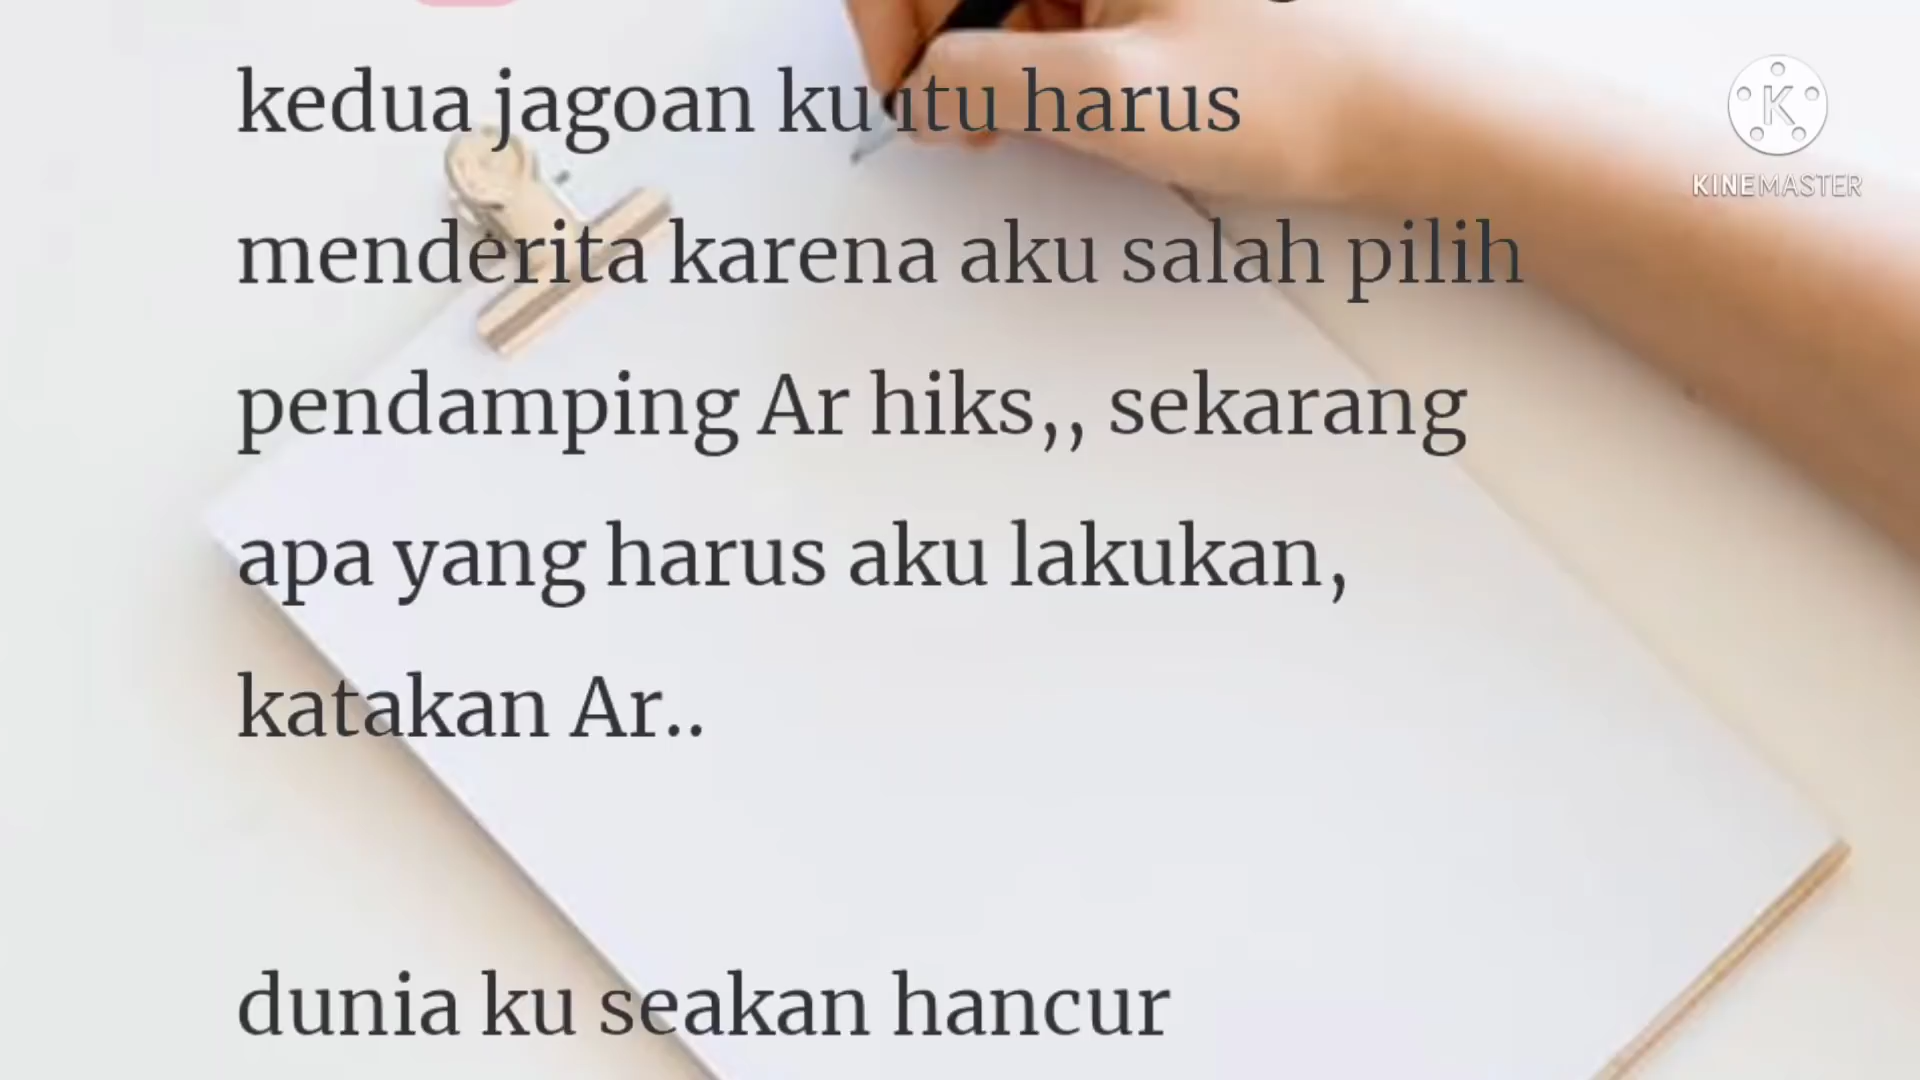 kedua jagoan ku itu harus
KINEMASTER
menderita karena aku salah pilih
pendamping Ar hiks,, sekarang
apa yang harus aku lakukan,
katakan Ar..
dunia ku seakan hancur